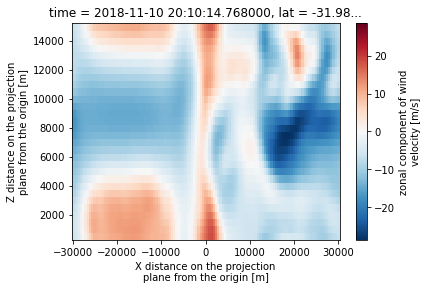 time = 2018-11-10 20:10:14.768000, lat = -31.98...
14000
12000
10000
8000
6000
4000
2000
Z distance on the projection
plane from the origin [m]
−30000 −20000 −10000 0 10000 20000 30000
X distance on the projection
plane from the origin [m]
20
10
0
−10
−20
zonal component of wind
velocity [m/s]